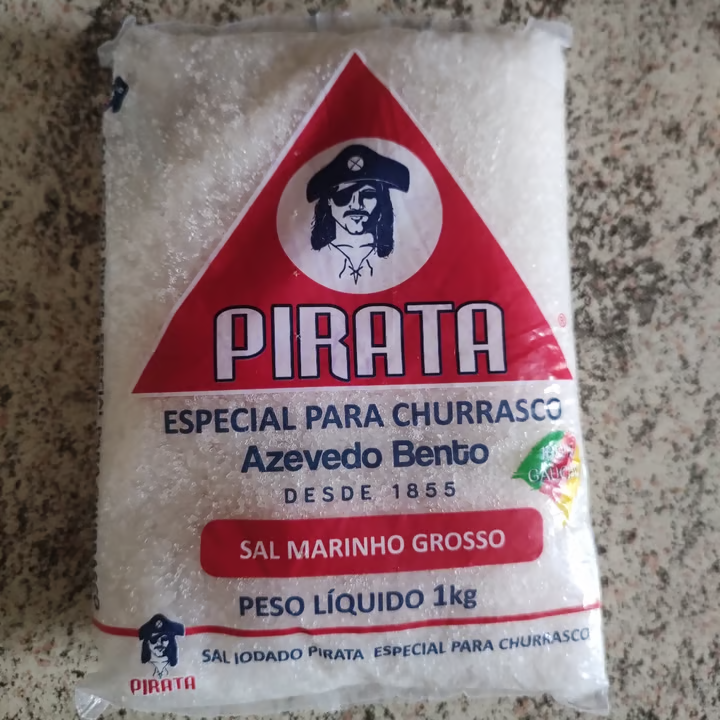 PIRATA
ESPECIAL PARA CHURRASCO
Azevedo Bento
DESDE 1855
SAL MARINHO GROSSO
PESO LÍQUIDO 1kg
SAL IODADO PIRATA ESPECIAL PARA CHURRASCO
PIRATA